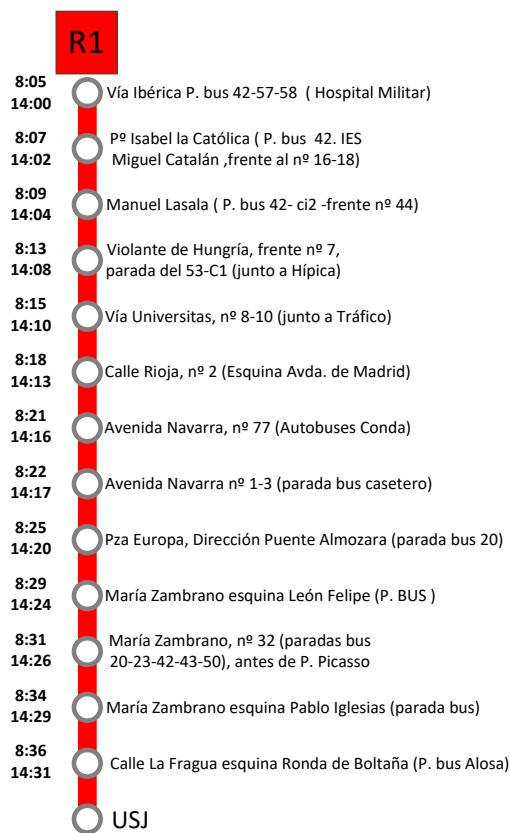 R1
8:05
14:00
Vía Ibérica P. bus 42-57-58 ( Hospital Militar)
8:07
14:02
Pº Isabel la Católica ( P. bus 42. IES
Miguel Catalán ,frente al nº 16-18)
8:09
14:04
Manuel Lasala ( P. bus 42- ci2 -frente nº 44)
8:13
14:08
Violante de Hungría, frente nº 7,
parada del 53-C1 (junto a Hípica)
8:15
14:10
Vía Universitas, nº 8-10 (junto a Tráfico)
8:18
14:13
Calle Rioja, nº 2 (Esquina Avda. de Madrid)
8:21
14:16
Avenida Navarra, nº 77 (Autobuses Conda)
8:22
14:17
Avenida Navarra nº 1-3 (parada bus casetero)
8:25
14:20
Pza Europa, Dirección Puente Almozara (parada bus 20)
8:29
14:24
María Zambrano esquina León Felipe (P. BUS )
8:31
14:26
María Zambrano, nº 32 (paradas bus
20-23-42-43-50), antes de P. Picasso
8:34
14:29
María Zambrano esquina Pablo Iglesias (parada bus)
8:36
14:31
Calle La Fragua esquina Ronda de Boltaña (P. bus Alosa)
USJ